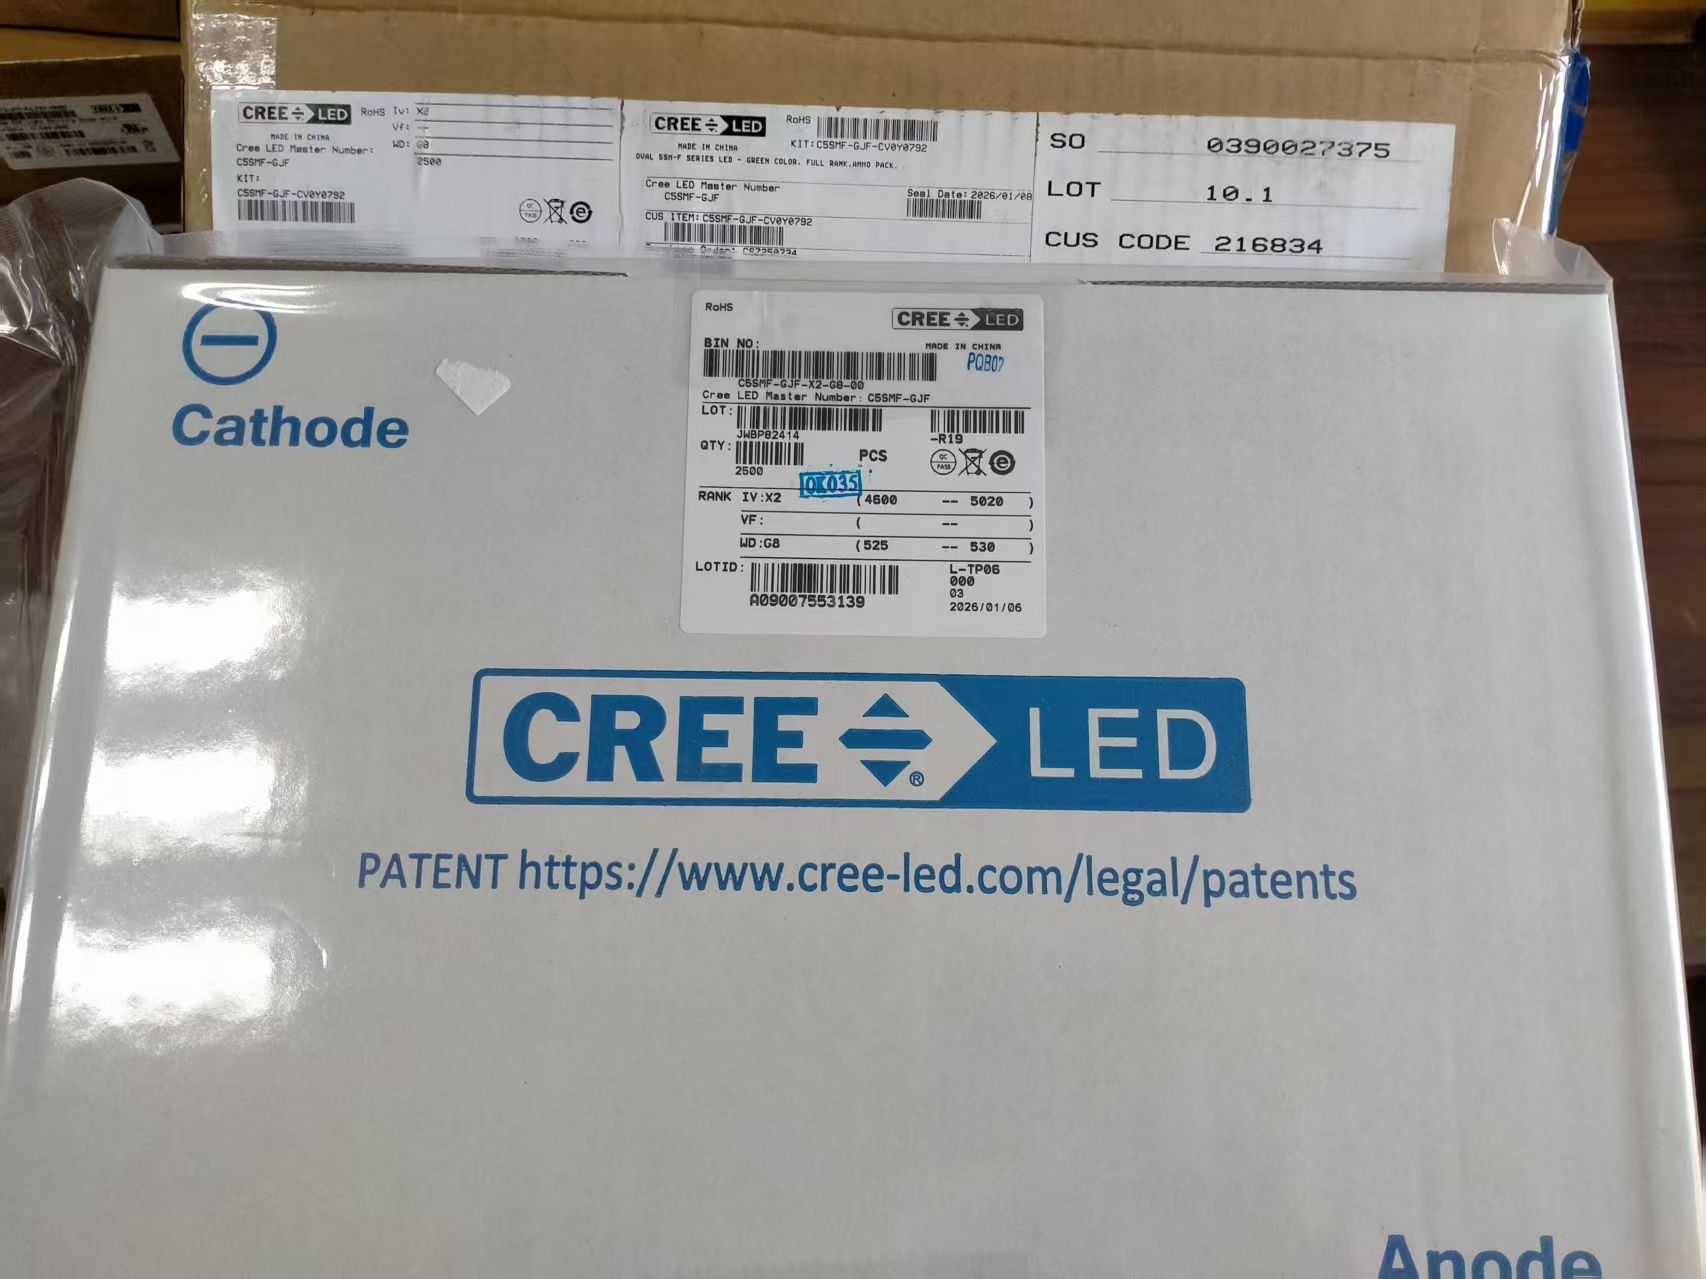 CREE LED
RoHS
Iv: X2
Vf: --
WD: G8
2500
MADE IN CHINA
Cree LED Master Number:
C5SMF-GJF
KIT:
C5SMF-GJF-CV0Y0792
QC PASS
CREE LED
RoHS
MADE IN CHINA
KIT:C5SMF-GJF-CV0Y0792
OVAL 5SM-F SERIES LED - GREEN COLOR, FULL RANK,AMMO PACK.
Cree LED Master Number
C5SMF-GJF
Seal Date:2026/01/08
CUS ITEM:C5SMF-GJF-CV0Y0792
SO 0390027375
LOT 10.1
CUS CODE 216834
Cathode
RoHS
CREE LED
BIN NO:
MADE IN CHINA
PQB02
C5SMF-GJF-X2-G8-00
Cree LED Master Number: C5SMF-GJF
LOT:
JWBP82414
-R19
QTY:
2500
PCS
QC PASS
QK035
RANK IV:X2 (4600 -- 5020 )
VF: ( -- )
WD:G8 (525 -- 530 )
LOTID:
A09007553139
L-TP06
000
03
2026/01/06
CREE ® LED
PATENT https://www.cree-led.com/legal/patents
Anode